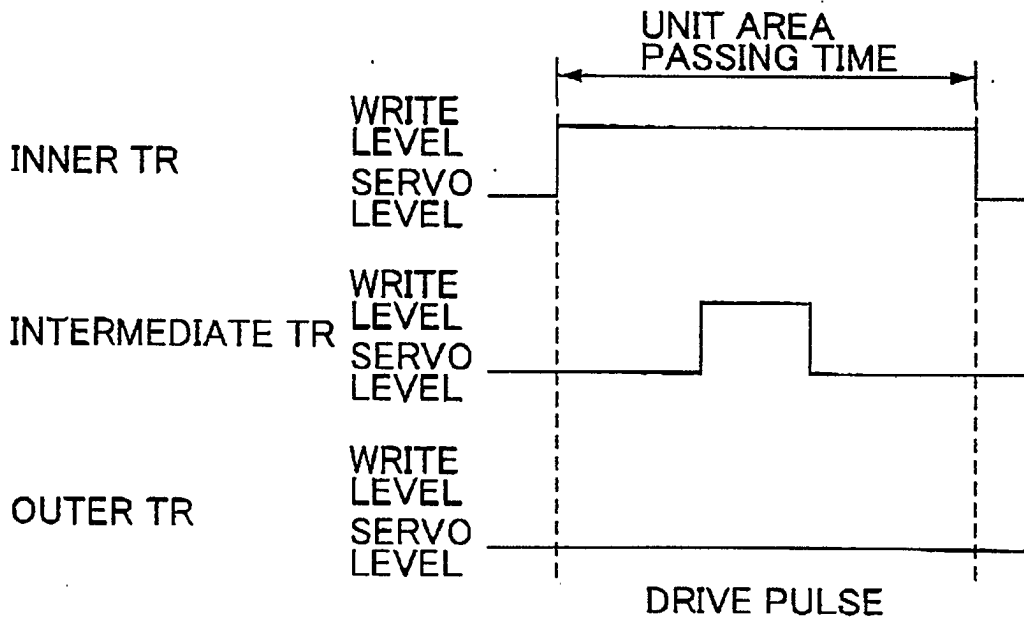 UNIT AREA
PASSING TIME
WRITE
LEVEL
INNER TR
SERVO
LEVEL
WRITE
LEVEL
INTERMEDIATE TR
SERVO
LEVEL
WRITE
LEVEL
OUTER TR
SERVO
LEVEL
DRIVE PULSE